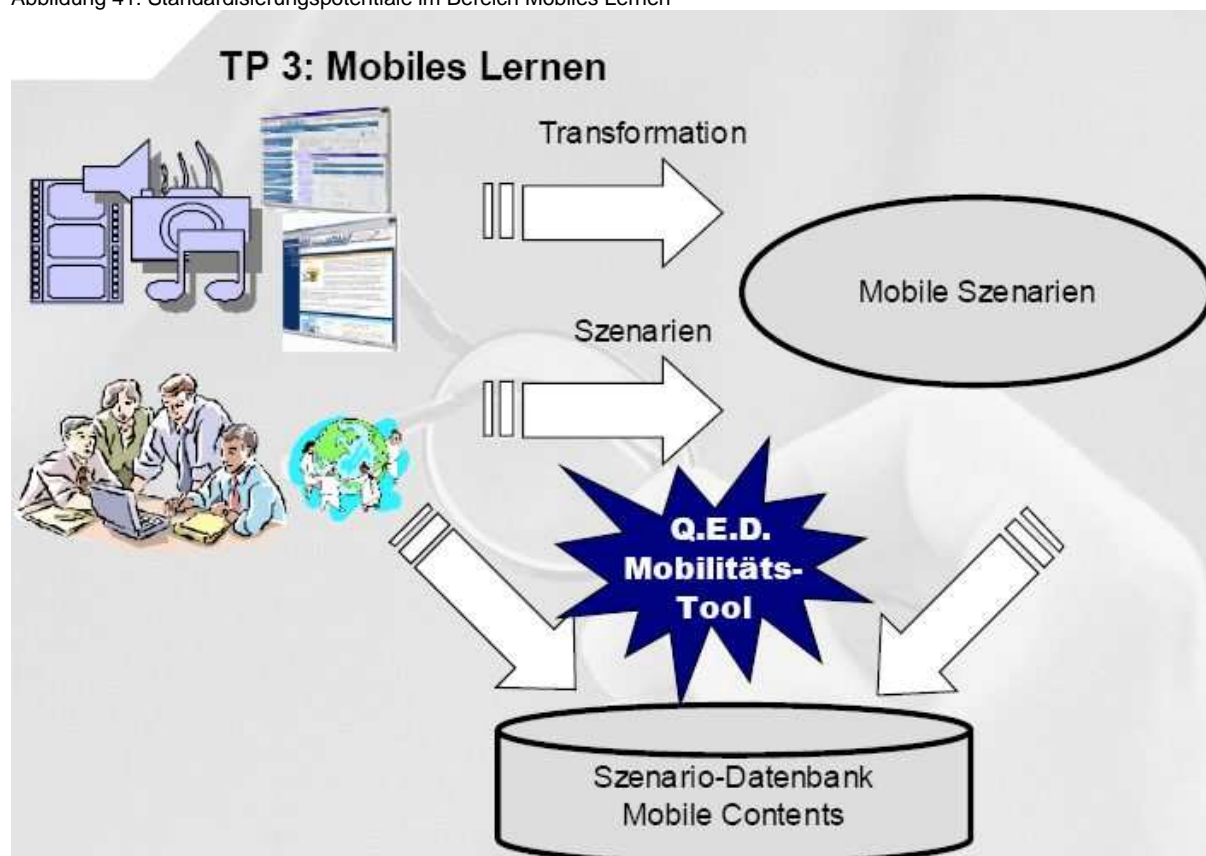 Abbildung 41: Standardisierungspotentiale im Bereich Mobiles Lernen
TP 3: Mobiles Lernen
Transformation
Mobile Szenarien
Szenarien
Q.E.D.
Mobilitäts-
Tool
Szenario-Datenbank
Mobile Contents